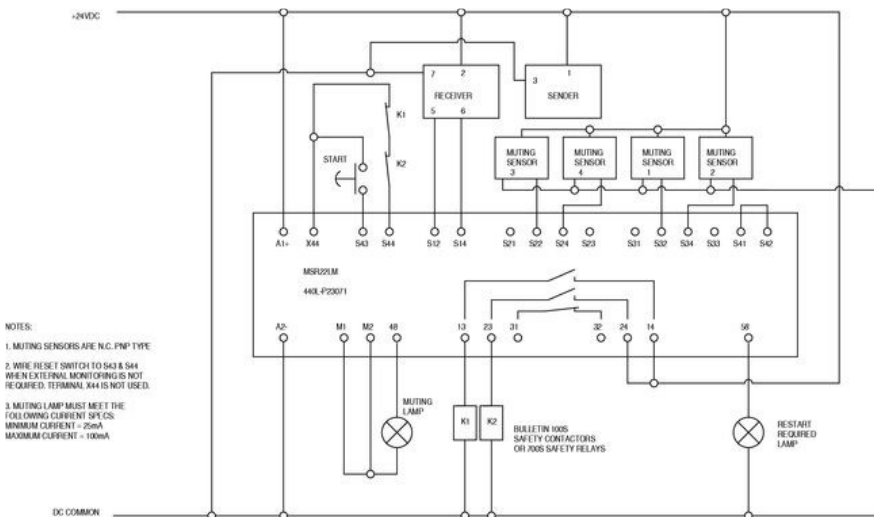 +24VDC
7
2
RECEIVER
5
6
1
3
SENDER
K1
K2
START
MUTING
SENSOR
3
MUTING
SENSOR
4
MUTING
SENSOR
1
MUTING
SENSOR
2
A1+
X44
S43
S44
S12
S14
S21
S22
S24
S23
S31
S32
S34
S33
S41
S42
MSR22LM
440L-P23071
A2-
M1
M2
48
13
23
31
32
24
14
58
NOTES:
1. MUTING SENSORS ARE N.C. PNP TYPE
2. WIRE RESET SWITCH TO S43 & S44
WHEN EXTERNAL MONITORING IS NOT
REQUIRED. TERMINAL X44 IS NOT USED.
3. MUTING LAMP MUST MEET THE
FOLLOWING CURRENT SPECS:
MINIMUM CURRENT = 25mA
MAXIMUM CURRENT = 100mA
MUTING
LAMP
K1
K2
BULLETIN 100S
SAFETY CONTACTORS
OR 700S SAFETY RELAYS
RESTART
REQUIRED
LAMP
DC COMMON